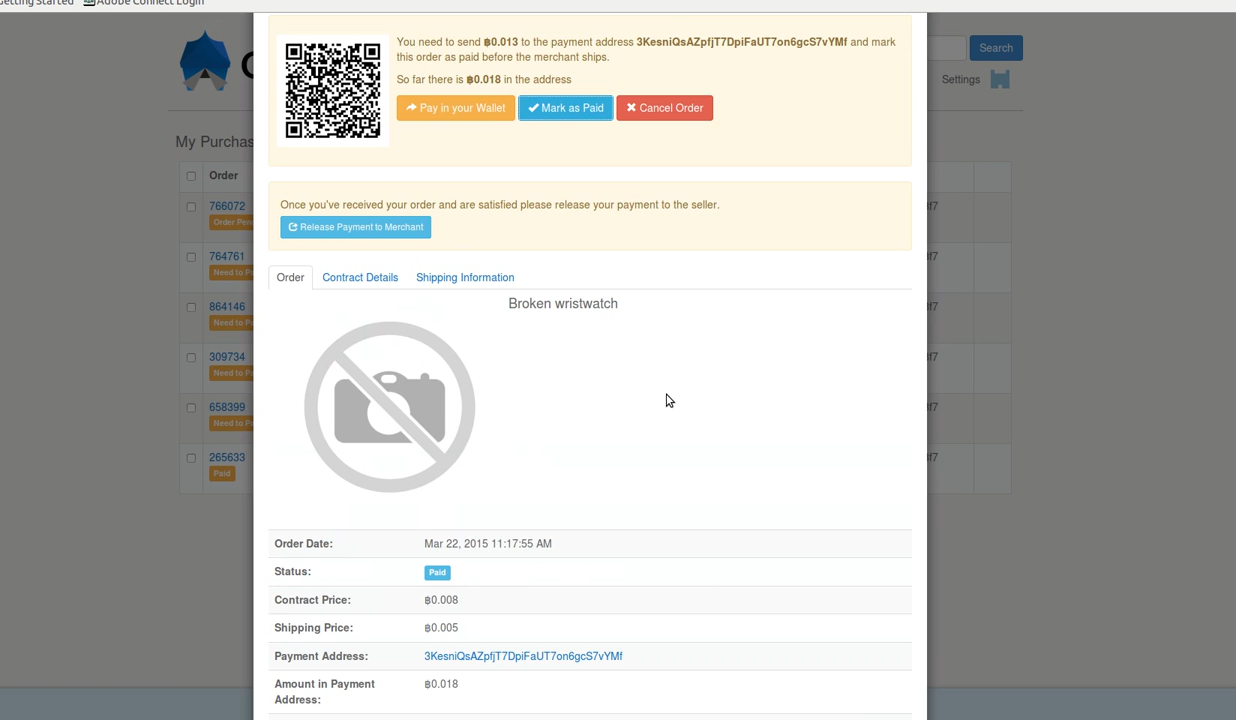 Getting Started Adobe Connect Login
You need to send ฿0.013 to the payment address 3KesniQsAZpfjT7DpiFaUT7on6gcS7vYMf and mark
this order as paid before the merchant ships.
So far there is ฿0.018 in the address
Pay in your Wallet Mark as Paid Cancel Order
Search
Settings
My Purchas
Once you've received your order and are satisfied please release your payment to the seller.
Release Payment to Merchant
Order
766072
Order Pen
764761
Need to Pa
864146
Need to Pa
309734
Need to Pa
658399
Need to Pa
265633
Paid
Order Contract Details Shipping Information
Broken wristwatch
Order Date: Mar 22, 2015 11:17:55 AM
Status: Paid
Contract Price: ฿0.008
Shipping Price: ฿0.005
Payment Address: 3KesniQsAZpfjT7DpiFaUT7on6gcS7vYMf
Amount in Payment ฿0.018
Address: